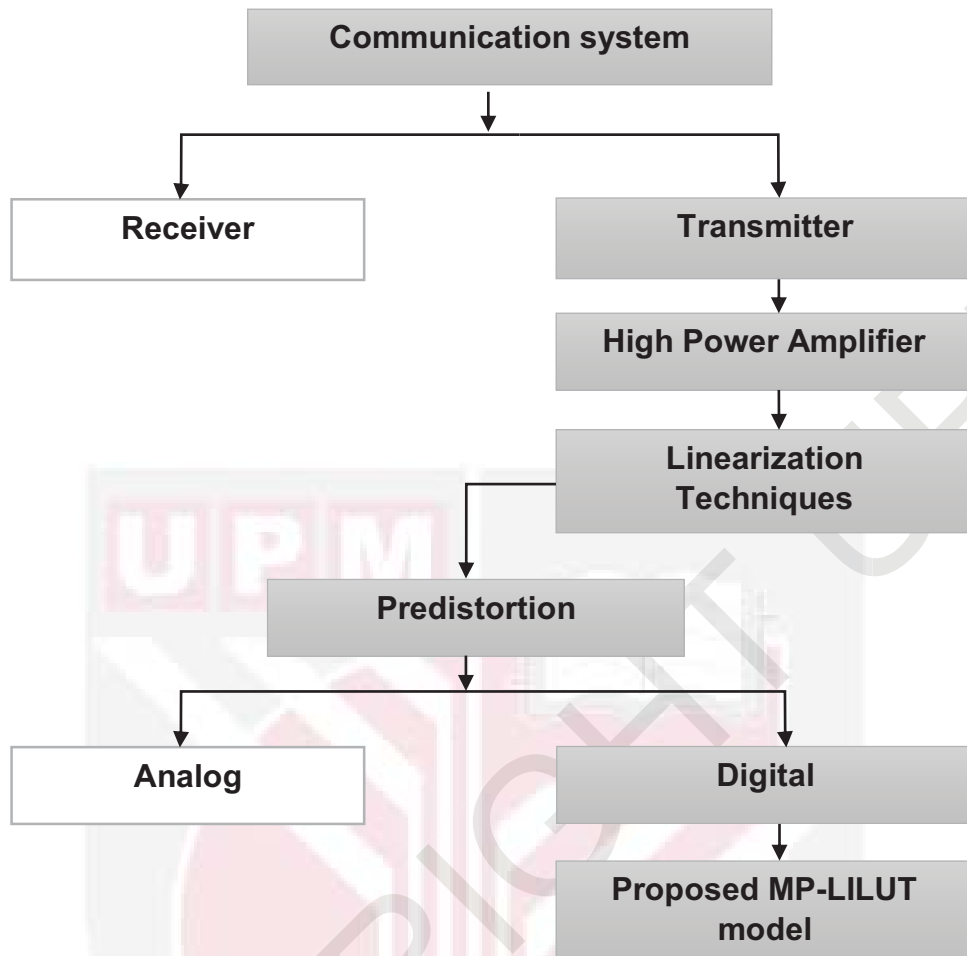 Communication system
Receiver
Transmitter
High Power Amplifier
Linearization
Techniques
UPM
Predistortion
Analog
Digital
Proposed MP-LILUT
model